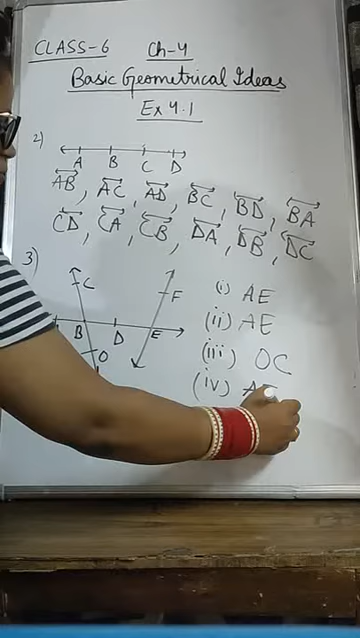 CLASS-6 Ch-4
Basic Geometrical Ideas
Ex 4.1
2)
A B C D
AB, AC, AD, BC, BD, BA
CD, CA, CB, DA, DB, DC
3)
C
F
B D E
O
(i) AE
(ii) AE
(iii) OC
(iv) A